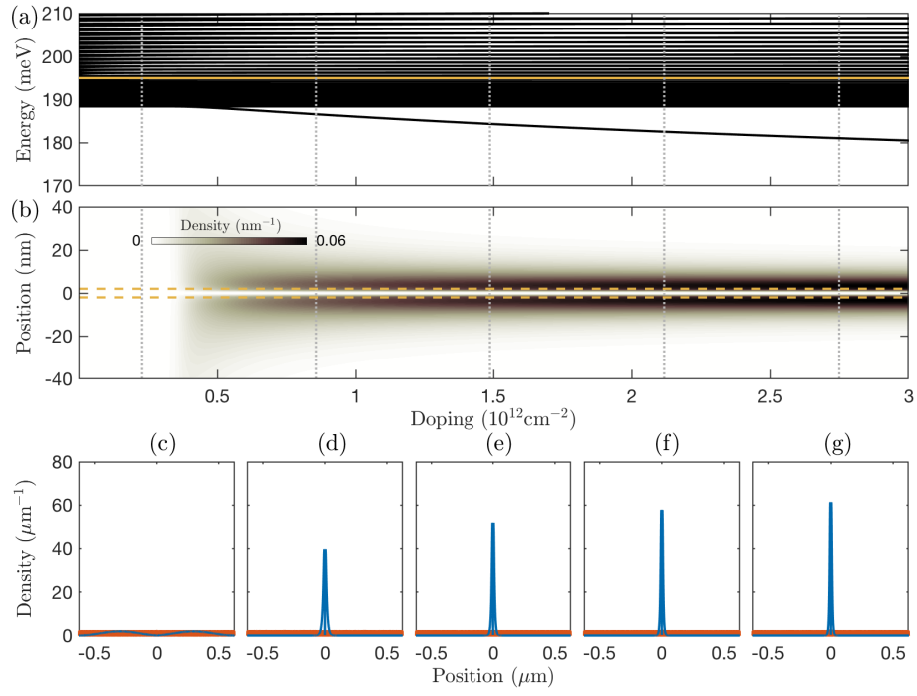 (a)
210
200
190
180
170
Energy (meV)
(b)
40
20
0
-20
-40
Position (nm)
Density (nm⁻¹)
0 0.06
0.5 1 1.5 2 2.5 3
Doping (10¹²cm⁻²)
(c) (d) (e) (f) (g)
80
60
40
20
0
Density (μm⁻¹)
-0.5 0 0.5 -0.5 0 0.5 -0.5 0 0.5 -0.5 0 0.5 -0.5 0 0.5
Position (μm)